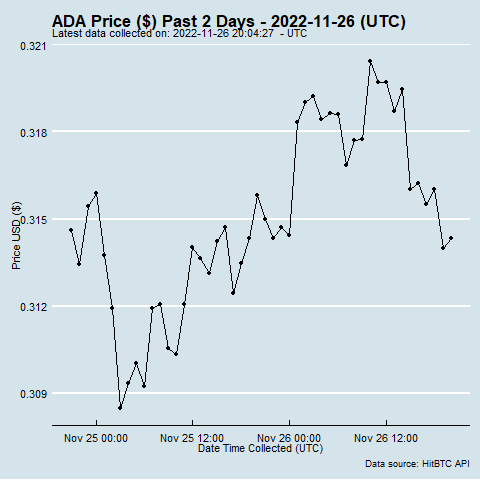 ADA Price ($) Past 2 Days - 2022-11-26 (UTC)
Latest data collected on: 2022-11-26 20:04:27  - UTC
0.321
0.318
0.315
0.312
0.309
Price USD ($)
Nov 25 00:00 Nov 25 12:00 Nov 26 00:00 Nov 26 12:00
Date Time Collected (UTC)
Data source: HitBTC API